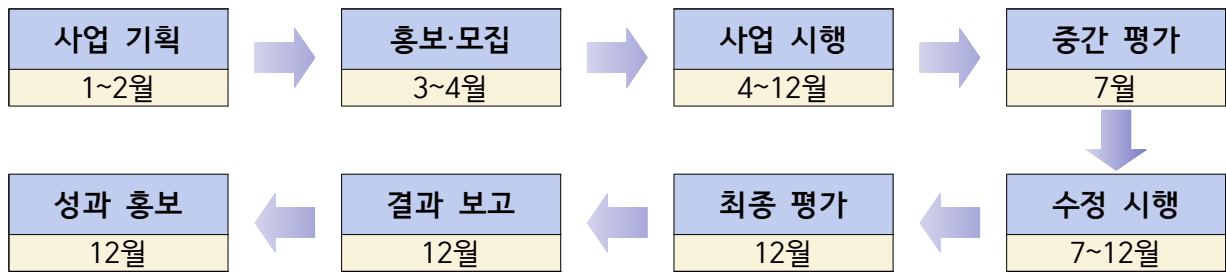 사업 기획
1~2월
홍보·모집
3~4월
사업 시행
4~12월
중간 평가
7월
수정 시행
7~12월
최종 평가
12월
결과 보고
12월
성과 홍보
12월